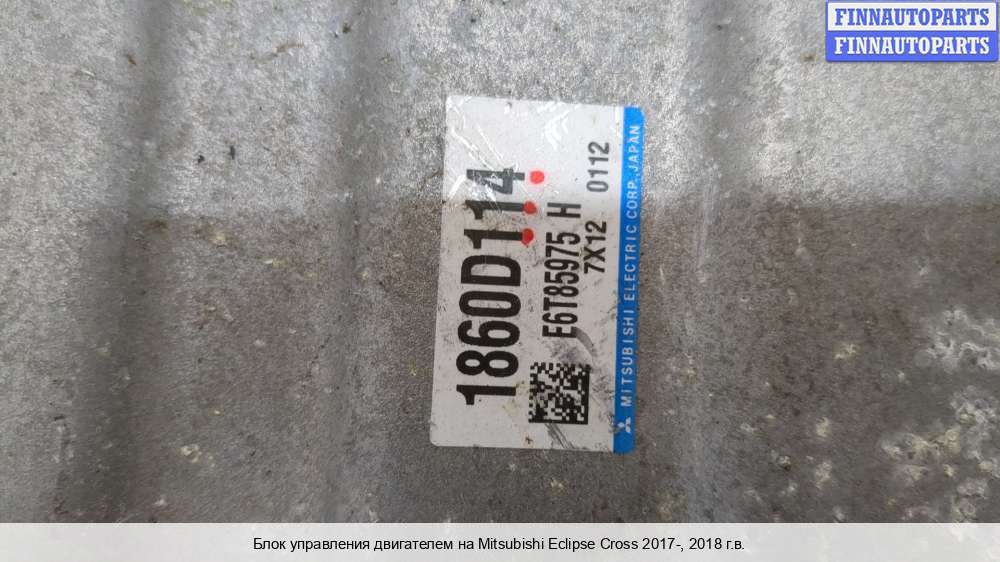 FINNAUTOPARTS
FINNAUTOPARTS
1860D114
E6T85975 H
7X12 0112
MITSUBISHI ELECTRIC CORP. JAPAN
Блок управления двигателем на Mitsubishi Eclipse Cross 2017-, 2018 г.в.